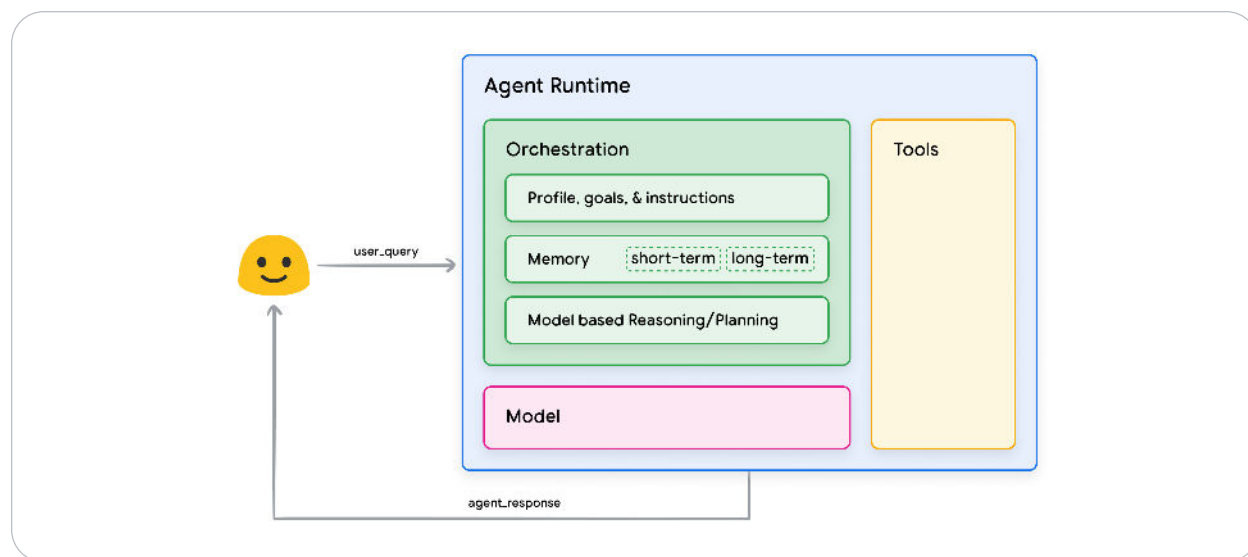 Agent Runtime
Orchestration
Tools
Profile, goals, & instructions
user_query
Memory short-term long-term
Model based Reasoning/Planning
Model
agent_response